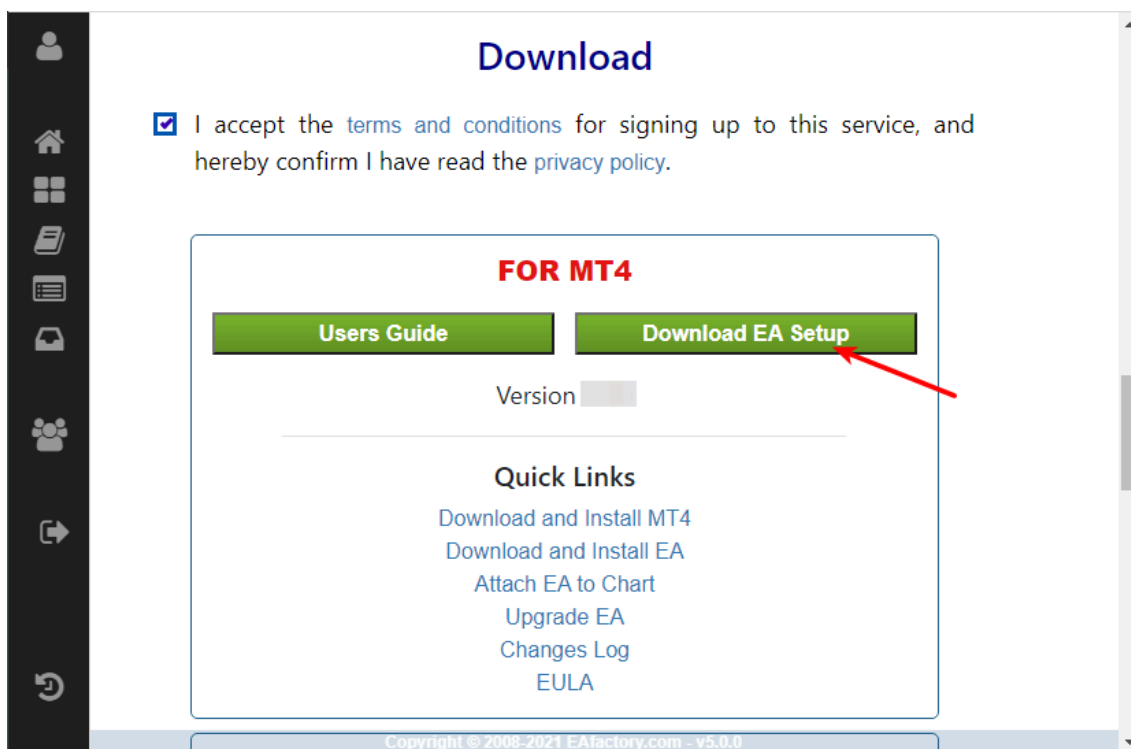 Download
I accept the terms and conditions for signing up to this service, and
hereby confirm I have read the privacy policy.
FOR MT4
Users Guide
Download EA Setup
Version
Quick Links
Download and Install MT4
Download and Install EA
Attach EA to Chart
Upgrade EA
Changes Log
EULA
Copyright © 2008-2021 EAfactory.com - v5.0.0